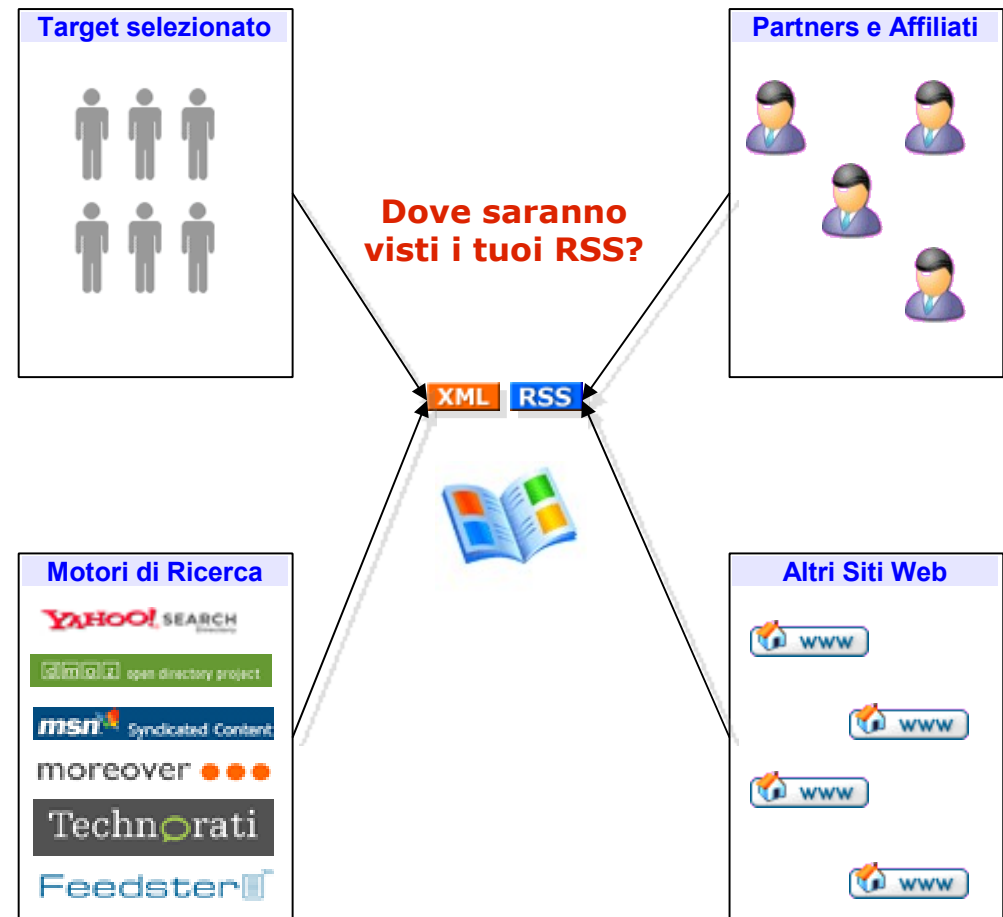 Target selezionato
Partners e Affiliati
Dove saranno
visti i tuoi RSS?
XML RSS
Motori di Ricerca
YAHOO! SEARCH
Directory
dmoz open directory project
msn Syndicated Content
moreover
Technorati
Feedster
Altri Siti Web
www
www
www
www